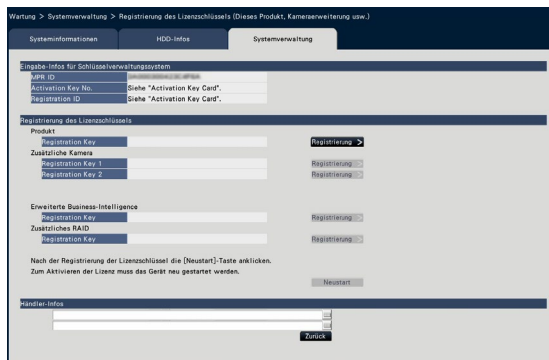 Wartung > Systemverwaltung > Registrierung des Lizenzschlüssels (Dieses Produkt, Kameraerweiterung usw.)
Systeminformationen HDD-Infos Systemverwaltung
Eingabe-Infos für Schlüsselverwaltungssystem
MPR ID
Activation Key No. Siehe "Activation Key Card".
Registration ID Siehe "Activation Key Card".
Registrierung des Lizenzschlüssels
Produkt
Registration Key Registrierung >
Zusätzliche Kamera
Registration Key 1 Registrierung >
Registration Key 2 Registrierung >
Erweiterte Business-Intelligence
Registration Key Registrierung >
Zusätzliches RAID
Registration Key Registrierung >
Nach der Registrierung der Lizenzschlüssel die [Neustart]-Taste anklicken.
Zum Aktivieren der Lizenz muss das Gerät neu gestartet werden.
Neustart
Händler-Infos
Zurück